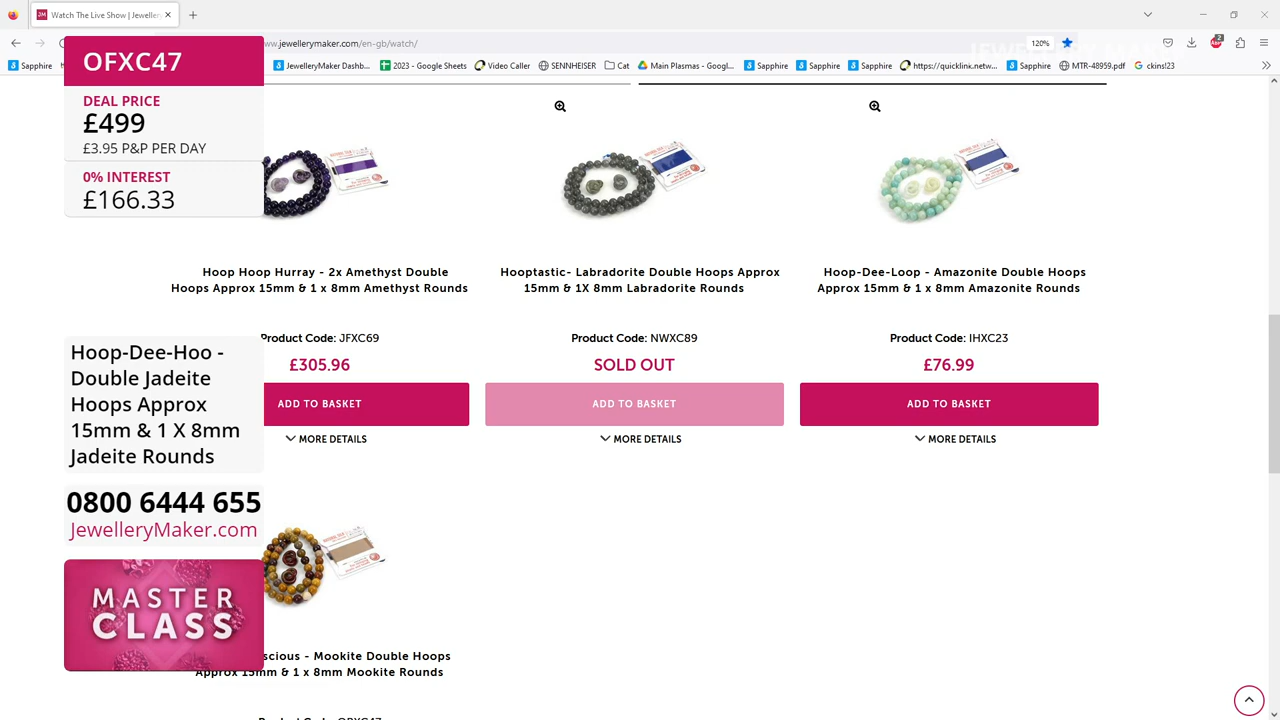 Watch The Live Show | Jeweller
www.jewellerymaker.com/en-gb/watch/
120%
Sapphire
JewelleryMaker Dashb...
2023 - Google Sheets
Video Caller
SENNHEISER
Cat
Main Plasmas - Googl...
Sapphire
Sapphire
Sapphire
https://quicklink.netw...
Sapphire
MTR-48959.pdf
ckins!23
OFXC47
DEAL PRICE
£499
£3.95 P&P PER DAY
0% INTEREST
£166.33
Hoop Hoop Hurray - 2x Amethyst Double
Hoops Approx 15mm & 1 x 8mm Amethyst Rounds
Product Code: JFXC69
£305.96
ADD TO BASKET
MORE DETAILS
Hooptastic- Labradorite Double Hoops Approx
15mm & 1X 8mm Labradorite Rounds
Product Code: NWXC89
SOLD OUT
ADD TO BASKET
MORE DETAILS
Hoop-Dee-Loop - Amazonite Double Hoops
Approx 15mm & 1 x 8mm Amazonite Rounds
Product Code: IHXC23
£76.99
ADD TO BASKET
MORE DETAILS
Hoop-Dee-Hoo -
Double Jadeite
Hoops Approx
15mm & 1 X 8mm
Jadeite Rounds
0800 6444 655
JewelleryMaker.com
MASTER
CLASS
scious - Mookite Double Hoops
Approx 15mm & 1 x 8mm Mookite Rounds